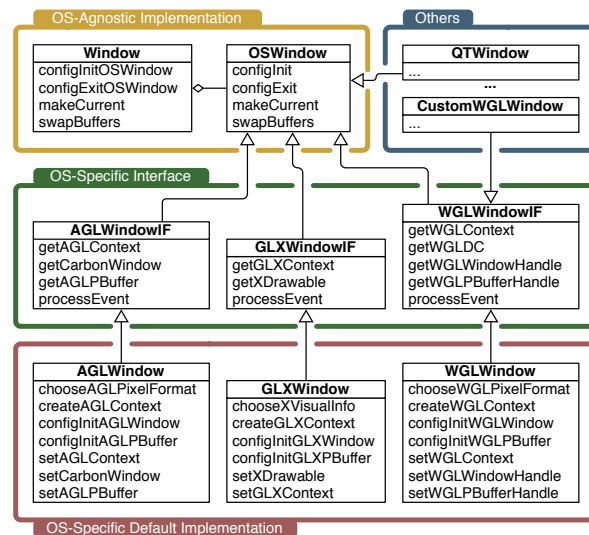 OS-Agnostic Implementation
Window
configInitOSWindow
configExitOSWindow
makeCurrent
swapBuffers
OSWindow
configInit
configExit
makeCurrent
swapBuffers
Others
QTWindow
...
...
CustomWGLWindow
...
OS-Specific Interface
AGLWindowIF
getAGLContext
getCarbonWindow
getAGLPBuffer
processEvent
GLXWindowIF
getGLXContext
getXDrawable
processEvent
WGLWindowIF
getWGLContext
getWGLDC
getWGLWindowHandle
getWGLPBufferHandle
processEvent
AGLWindow
chooseAGLPixelFormat
createAGLContext
configInitAGLWindow
configInitAGLPBuffer
setAGLContext
setCarbonWindow
setAGLPBuffer
GLXWindow
chooseXVisualInfo
createGLXContext
configInitGLXWindow
configInitGLXPBuffer
setXDrawable
setGLXContext
WGLWindow
chooseWGLPixelFormat
createWGLContext
configInitWGLWindow
configInitWGLPBuffer
setWGLContext
setWGLWindowHandle
setWGLPBufferHandle
OS-Specific Default Implementation